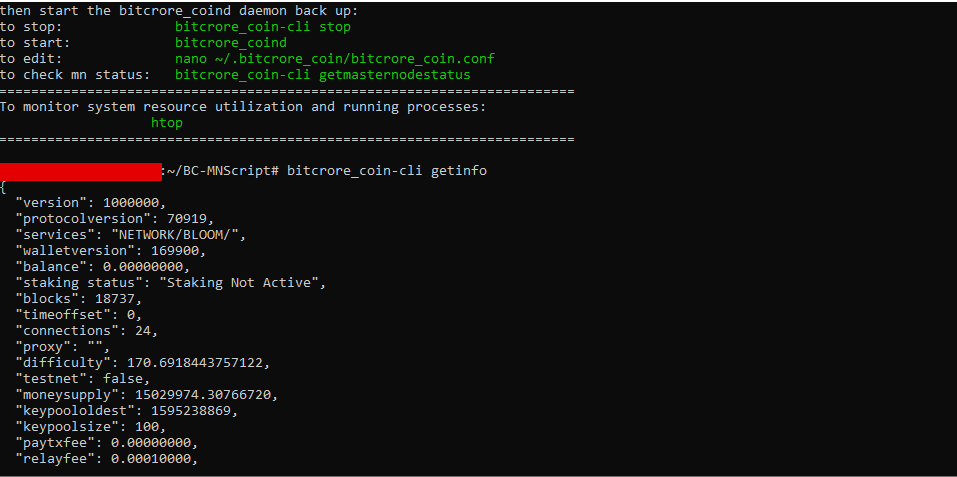 then start the bitcrore_coind daemon back up:
to stop: bitcrore_coin-cli stop
to start: bitcrore_coind
to edit: nano ~/.bitcrore_coin/bitcrore_coin.conf
to check mn status: bitcrore_coin-cli getmasternodestatus
========================================================================
To monitor system resource utilization and running processes:
htop
========================================================================
:~/BC-MNScript# bitcrore_coin-cli getinfo
{
"version": 1000000,
"protocolversion": 70919,
"services": "NETWORK/BLOOM/",
"walletversion": 169900,
"balance": 0.00000000,
"staking status": "Staking Not Active",
"blocks": 18737,
"timeoffset": 0,
"connections": 24,
"proxy": "",
"difficulty": 170.6918443757122,
"testnet": false,
"moneysupply": 15029974.30766720,
"keypoololdest": 1595238869,
"keypoolsize": 100,
"paytxfee": 0.00000000,
"relayfee": 0.00010000,